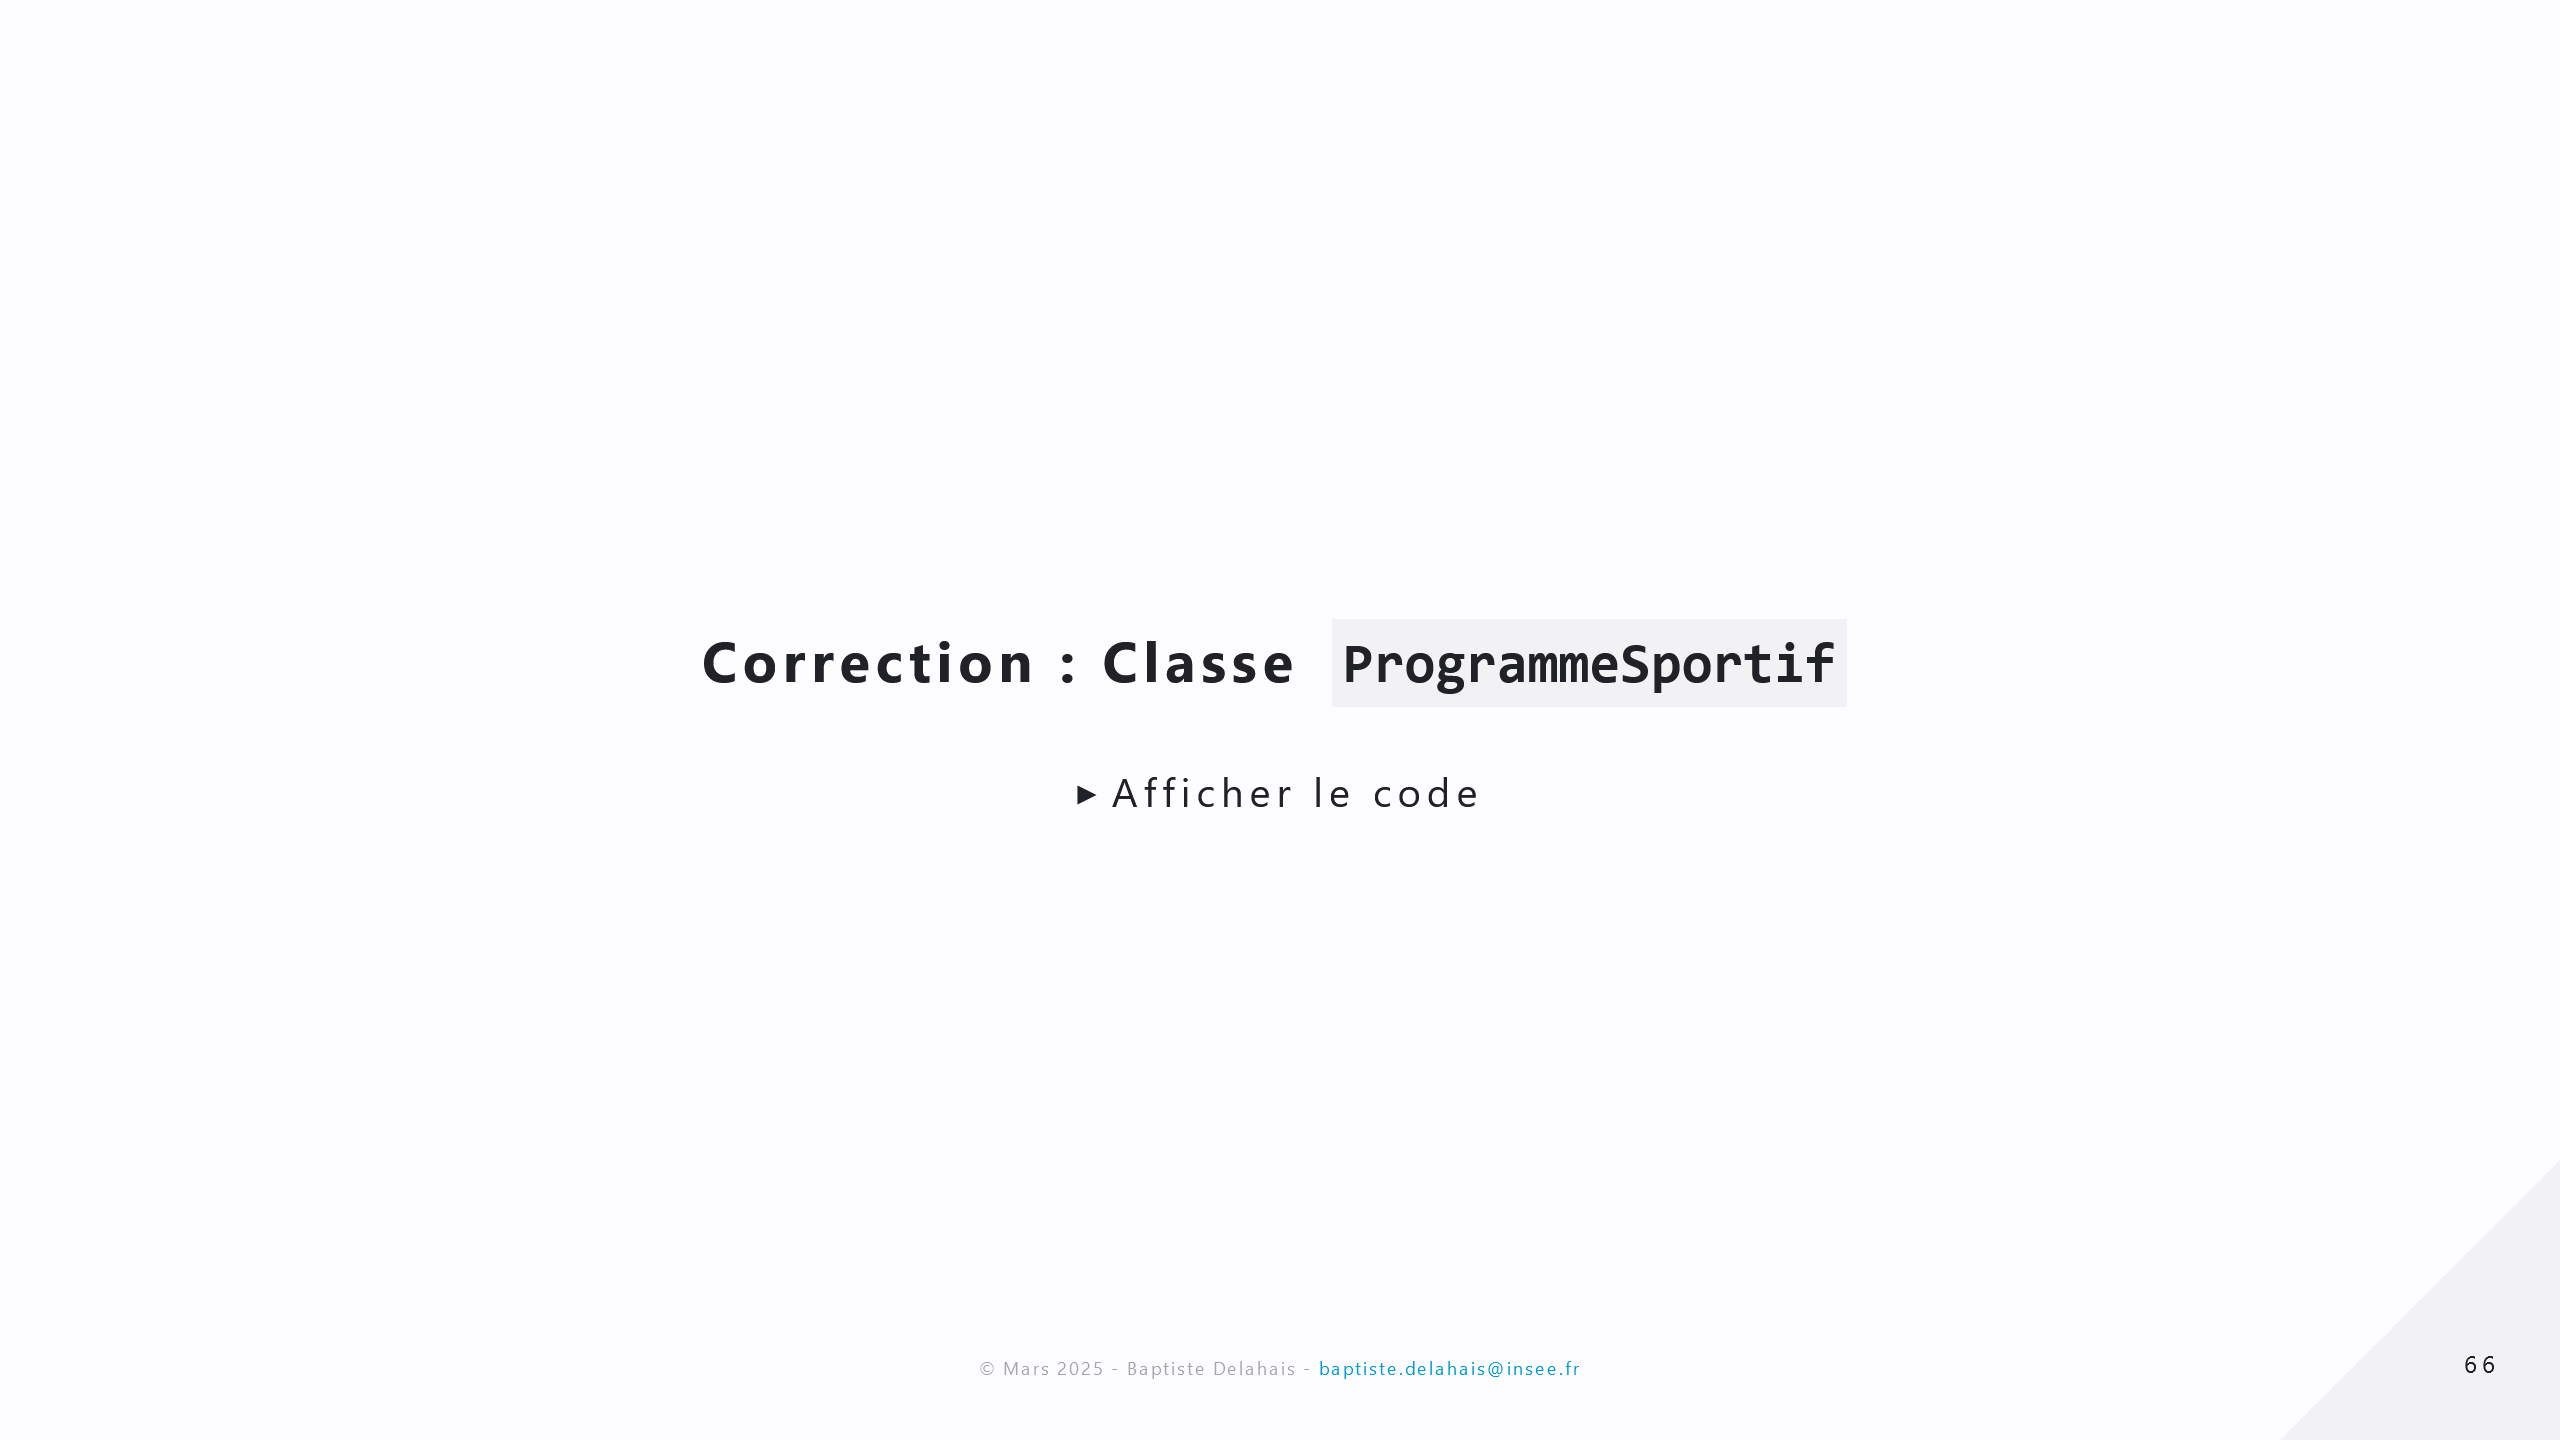 Correction : Classe ProgrammeSportif
▶ Afficher le code
© Mars 2025 - Baptiste Delahais - baptiste.delahais@insee.fr
66